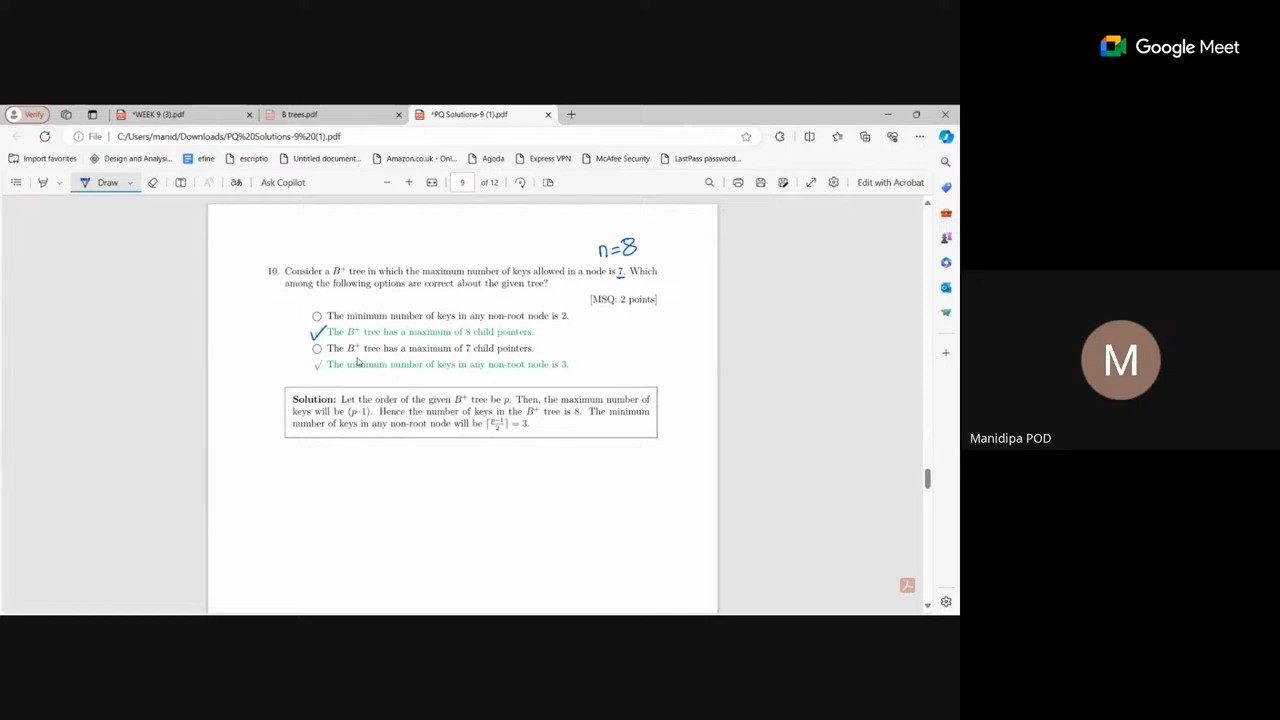 Google Meet
Verify
*WEEK 9 (3).pdf
B trees.pdf
*PQ Solutions-9 (1).pdf
File
C:/Users/manid/Downloads/PQ%20Solutions-9%20(1).pdf
Import favorites
Design and Analysi...
efine
escriptio
Untitled document...
Amazon.co.uk - Onl...
Agoda
Express VPN
McAfee Security
LastPass password...
Draw
Ask Copilot
9 of 12
Edit with Acrobat
n=8
10. Consider a B⁺ tree in which the maximum number of keys allowed in a node is 7. Which
among the following options are correct about the given tree?
[MSQ: 2 points]
The minimum number of keys in any non-root node is 2.
✓ The B⁺ tree has a maximum of 8 child pointers.
The B⁺ tree has a maximum of 7 child pointers.
√ The minimum number of keys in any non-root node is 3.
Solution: Let the order of the given B⁺ tree be p. Then, the maximum number of
keys will be (p–1). Hence the number of keys in the B⁺ tree is 8. The minimum
number of keys in any non-root node will be ⌈(p−1)/2⌉ = 3.
M
Manidipa POD